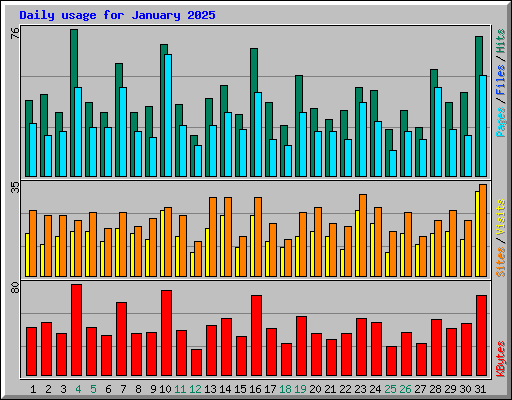 Daily usage for January 2025
76
Pages / Files / Hits
35
Sites / Visits
80
KBytes
1 2 3 4 5 6 7 8 9 10 11 12 13 14 15 16 17 18 19 20 21 22 23 24 25 26 27 28 29 30 31